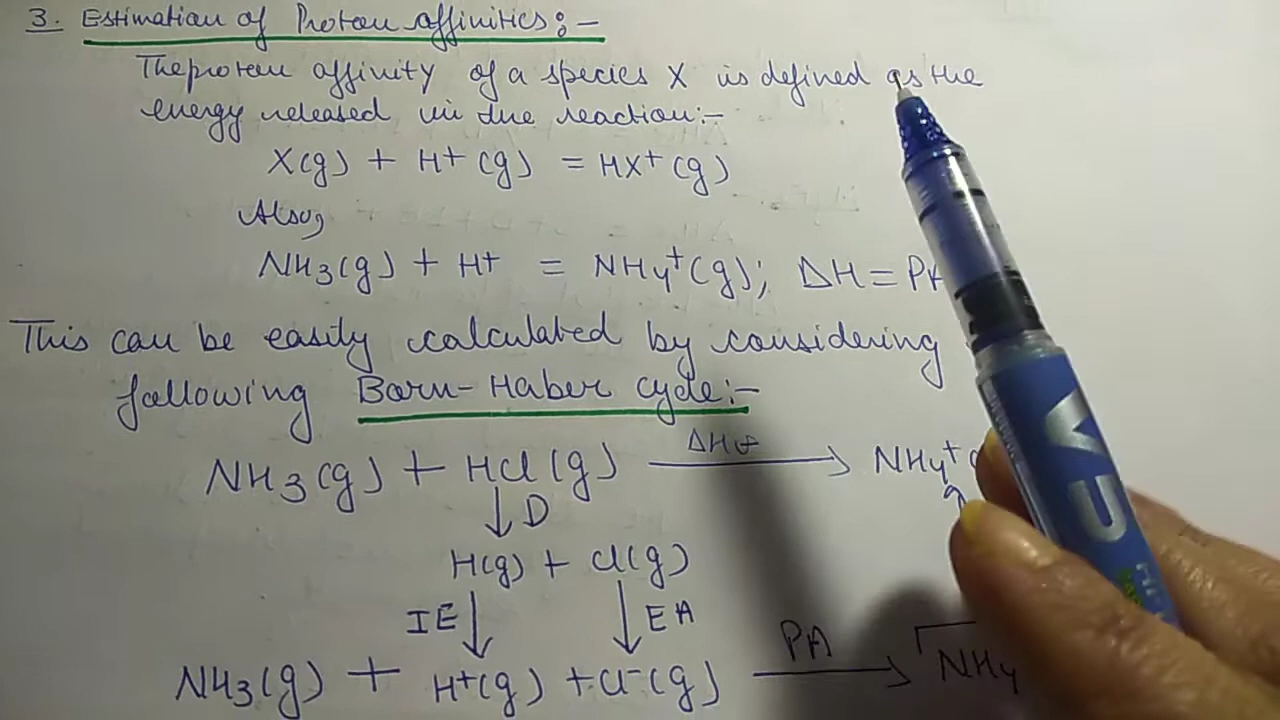 3. Estimation of Proton affinities:-
The proton affinity of a species X is defined as the
energy released in the reaction:-
X(g) + H+ (g) = HX+ (g)
Also,
NH3(g) + H+ = NH4+(g); ΔH = PA
This can be easily calculated by considering
following Born-Haber cycle:-
ΔHf
NH3(g) + HCl(g) → NH4+
g
↓ D
H(g) + Cl(g)
IE ↓ ↓ EA
PA
NH3(g) + H+(g) + Cl-(g) → NH4
V5